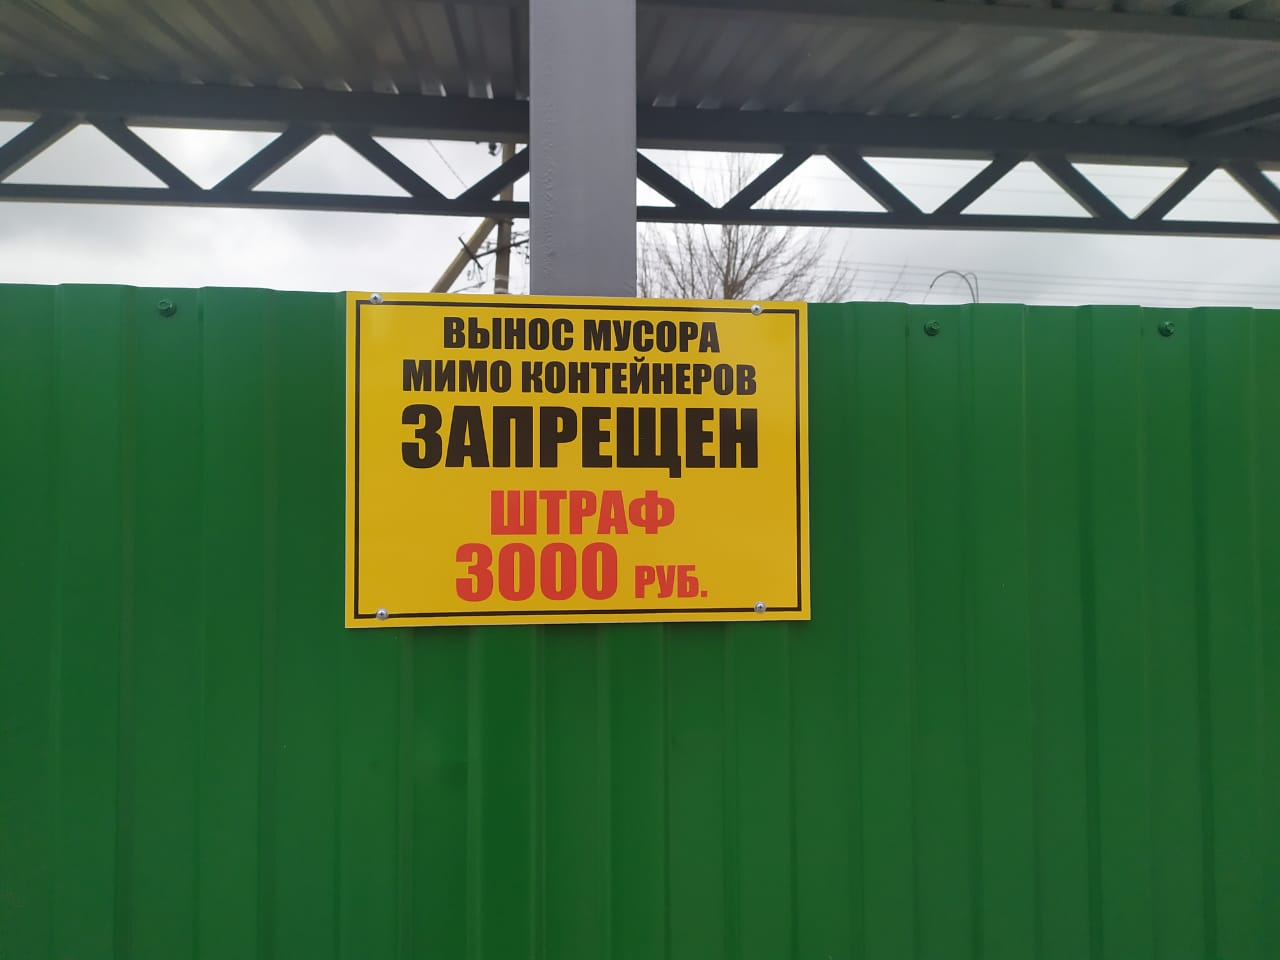 ВЫНОС МУСОРА
МИМО КОНТЕЙНЕРОВ
ЗАПРЕЩЕН
ШТРАФ
3000 РУБ.